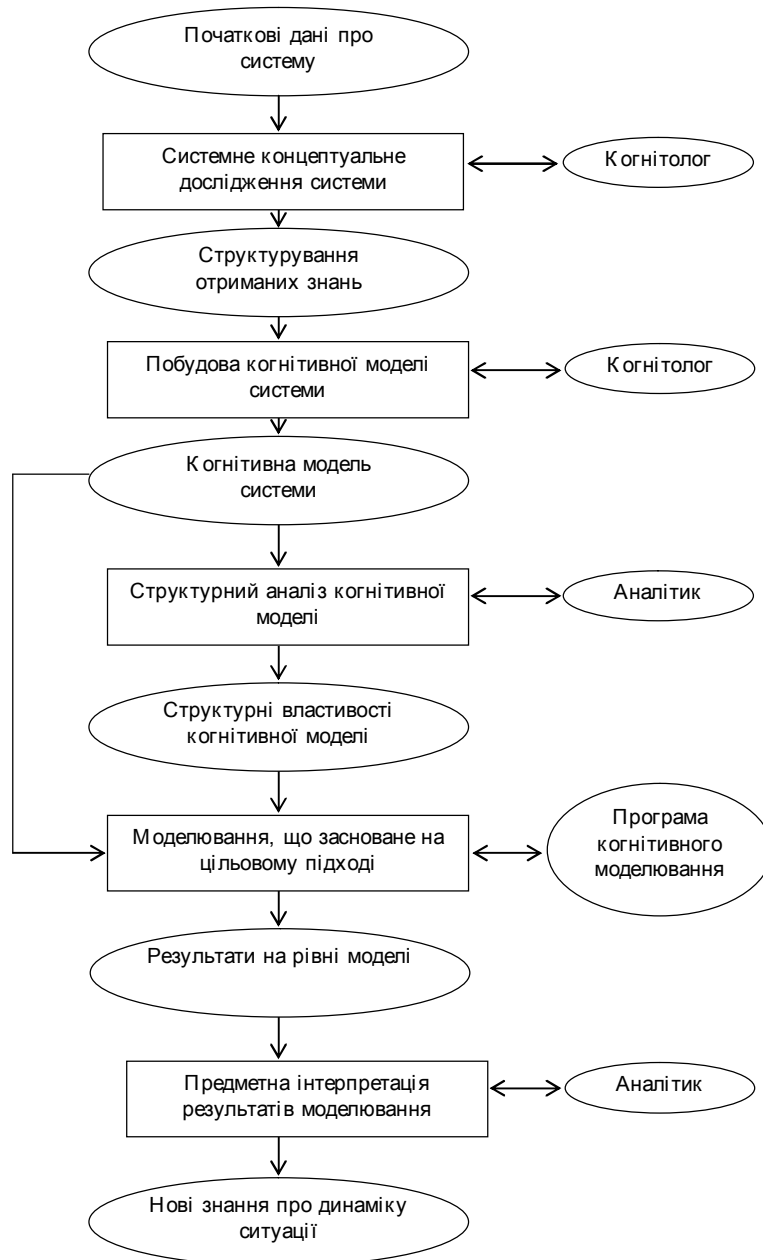 Початкові дані про
систему
Системне концептуальне
дослідження системи
Когнітолог
Структурування
отриманих знань
Побудова когнітивної моделі
системи
Когнітолог
Когнітивна модель
системи
Структурний аналіз когнітивної
моделі
Аналітик
Структурні властивості
когнітивної моделі
Моделювання, що засноване на
цільовому підході
Програма
когнітивного
моделювання
Результати на рівні моделі
Предметна інтерпретація
результатів моделювання
Аналітик
Нові знання про динаміку
ситуації